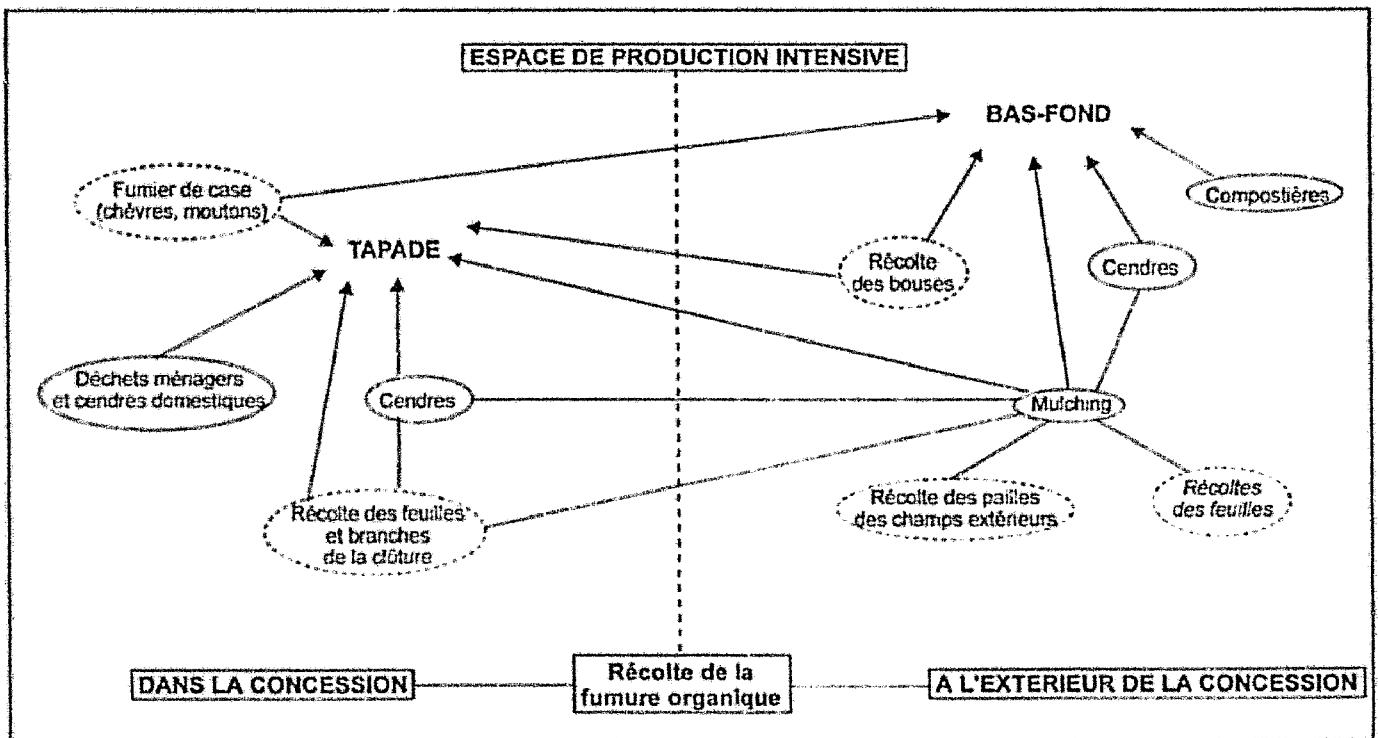 ESPACE DE PRODUCTION INTENSIVE
BAS-FOND
Fumier de case
(chèvres, moutons)
Compostières
TAPADE
Récolte
des bouses
Cendres
Déchets ménagers
et cendres domestiques
Cendres
Mulching
Récolte des feuilles
et branches
de la clôture
Récolte des pailles
des champs extérieurs
Récoltes
des feuilles
DANS LA CONCESSION
Récolte de la
fumure organique
A L'EXTERIEUR DE LA CONCESSION